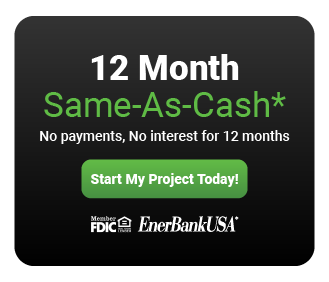 12 Month
Same-As-Cash*
No payments, No interest for 12 months
Start My Project Today!
Member
FDIC
EnerBankUSA®